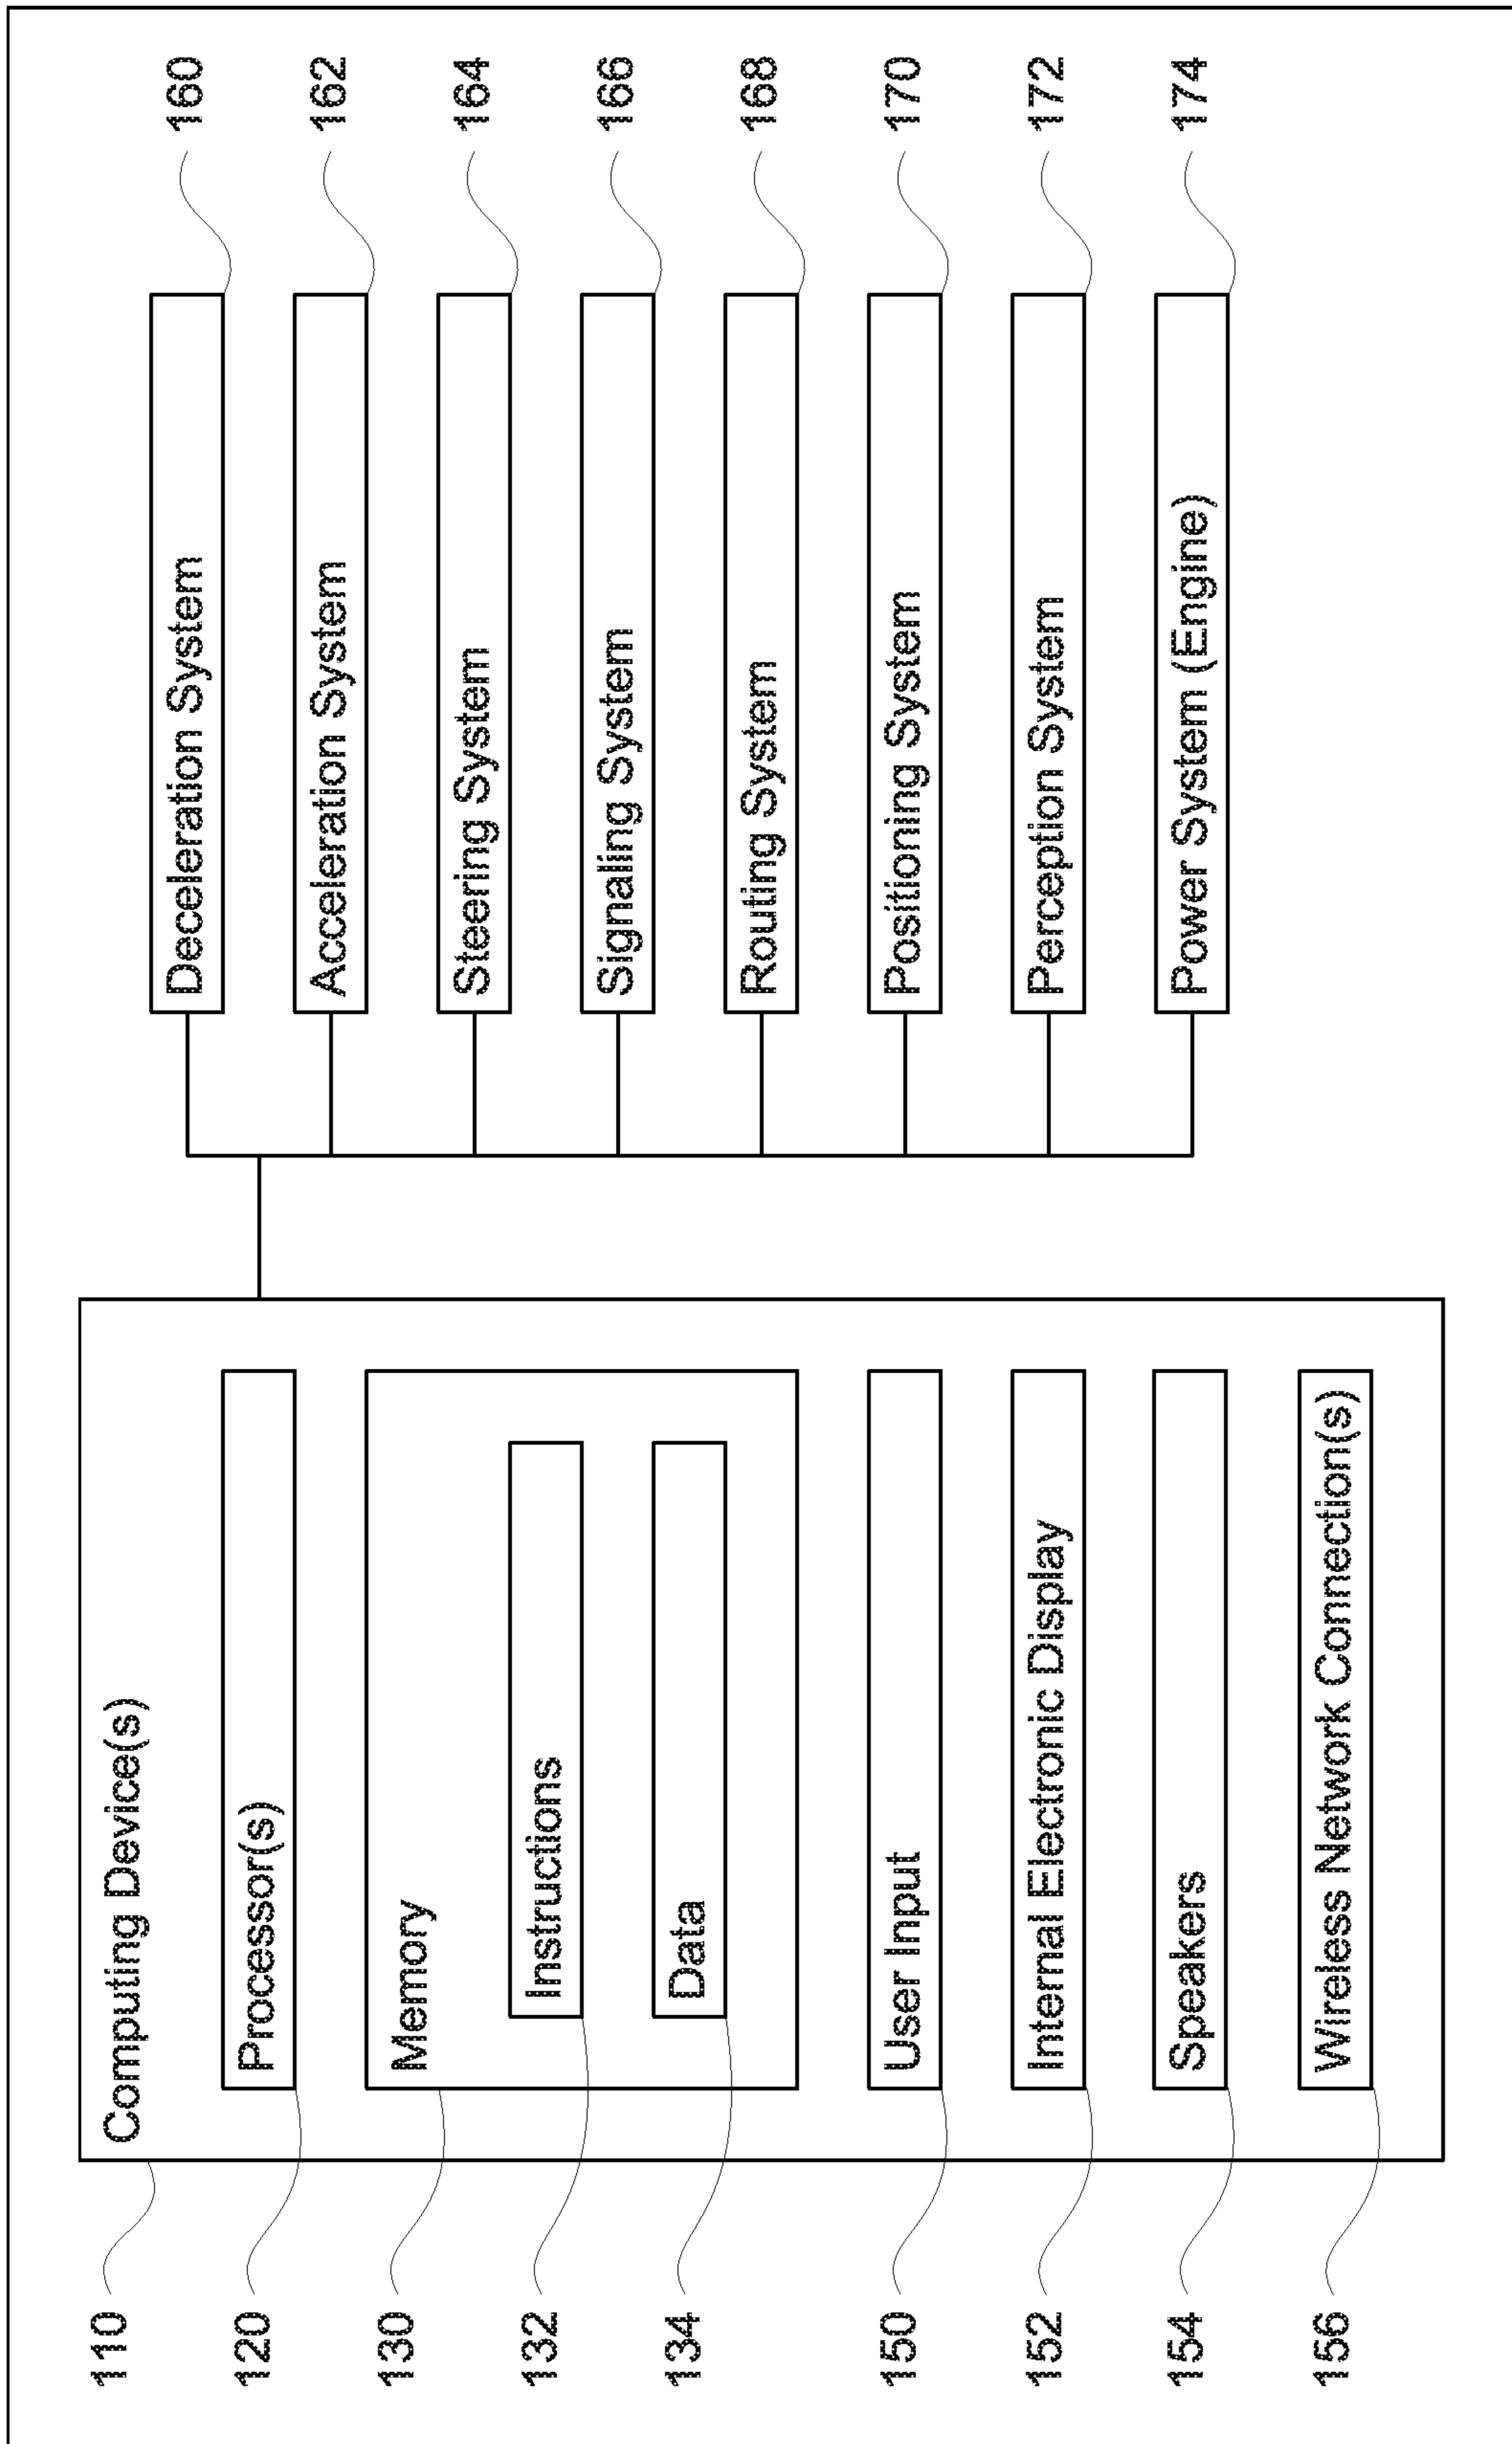 110
Computing Device(s)
120
Processor(s)
130
Memory
132
Instructions
134
Data
150
User Input
152
Internal Electronic Display
154
Speakers
156
Wireless Network Connection(s)
Deceleration System
160
Acceleration System
162
Steering System
164
Signaling System
166
Routing System
168
Positioning System
170
Perception System
172
Power System (Engine)
174